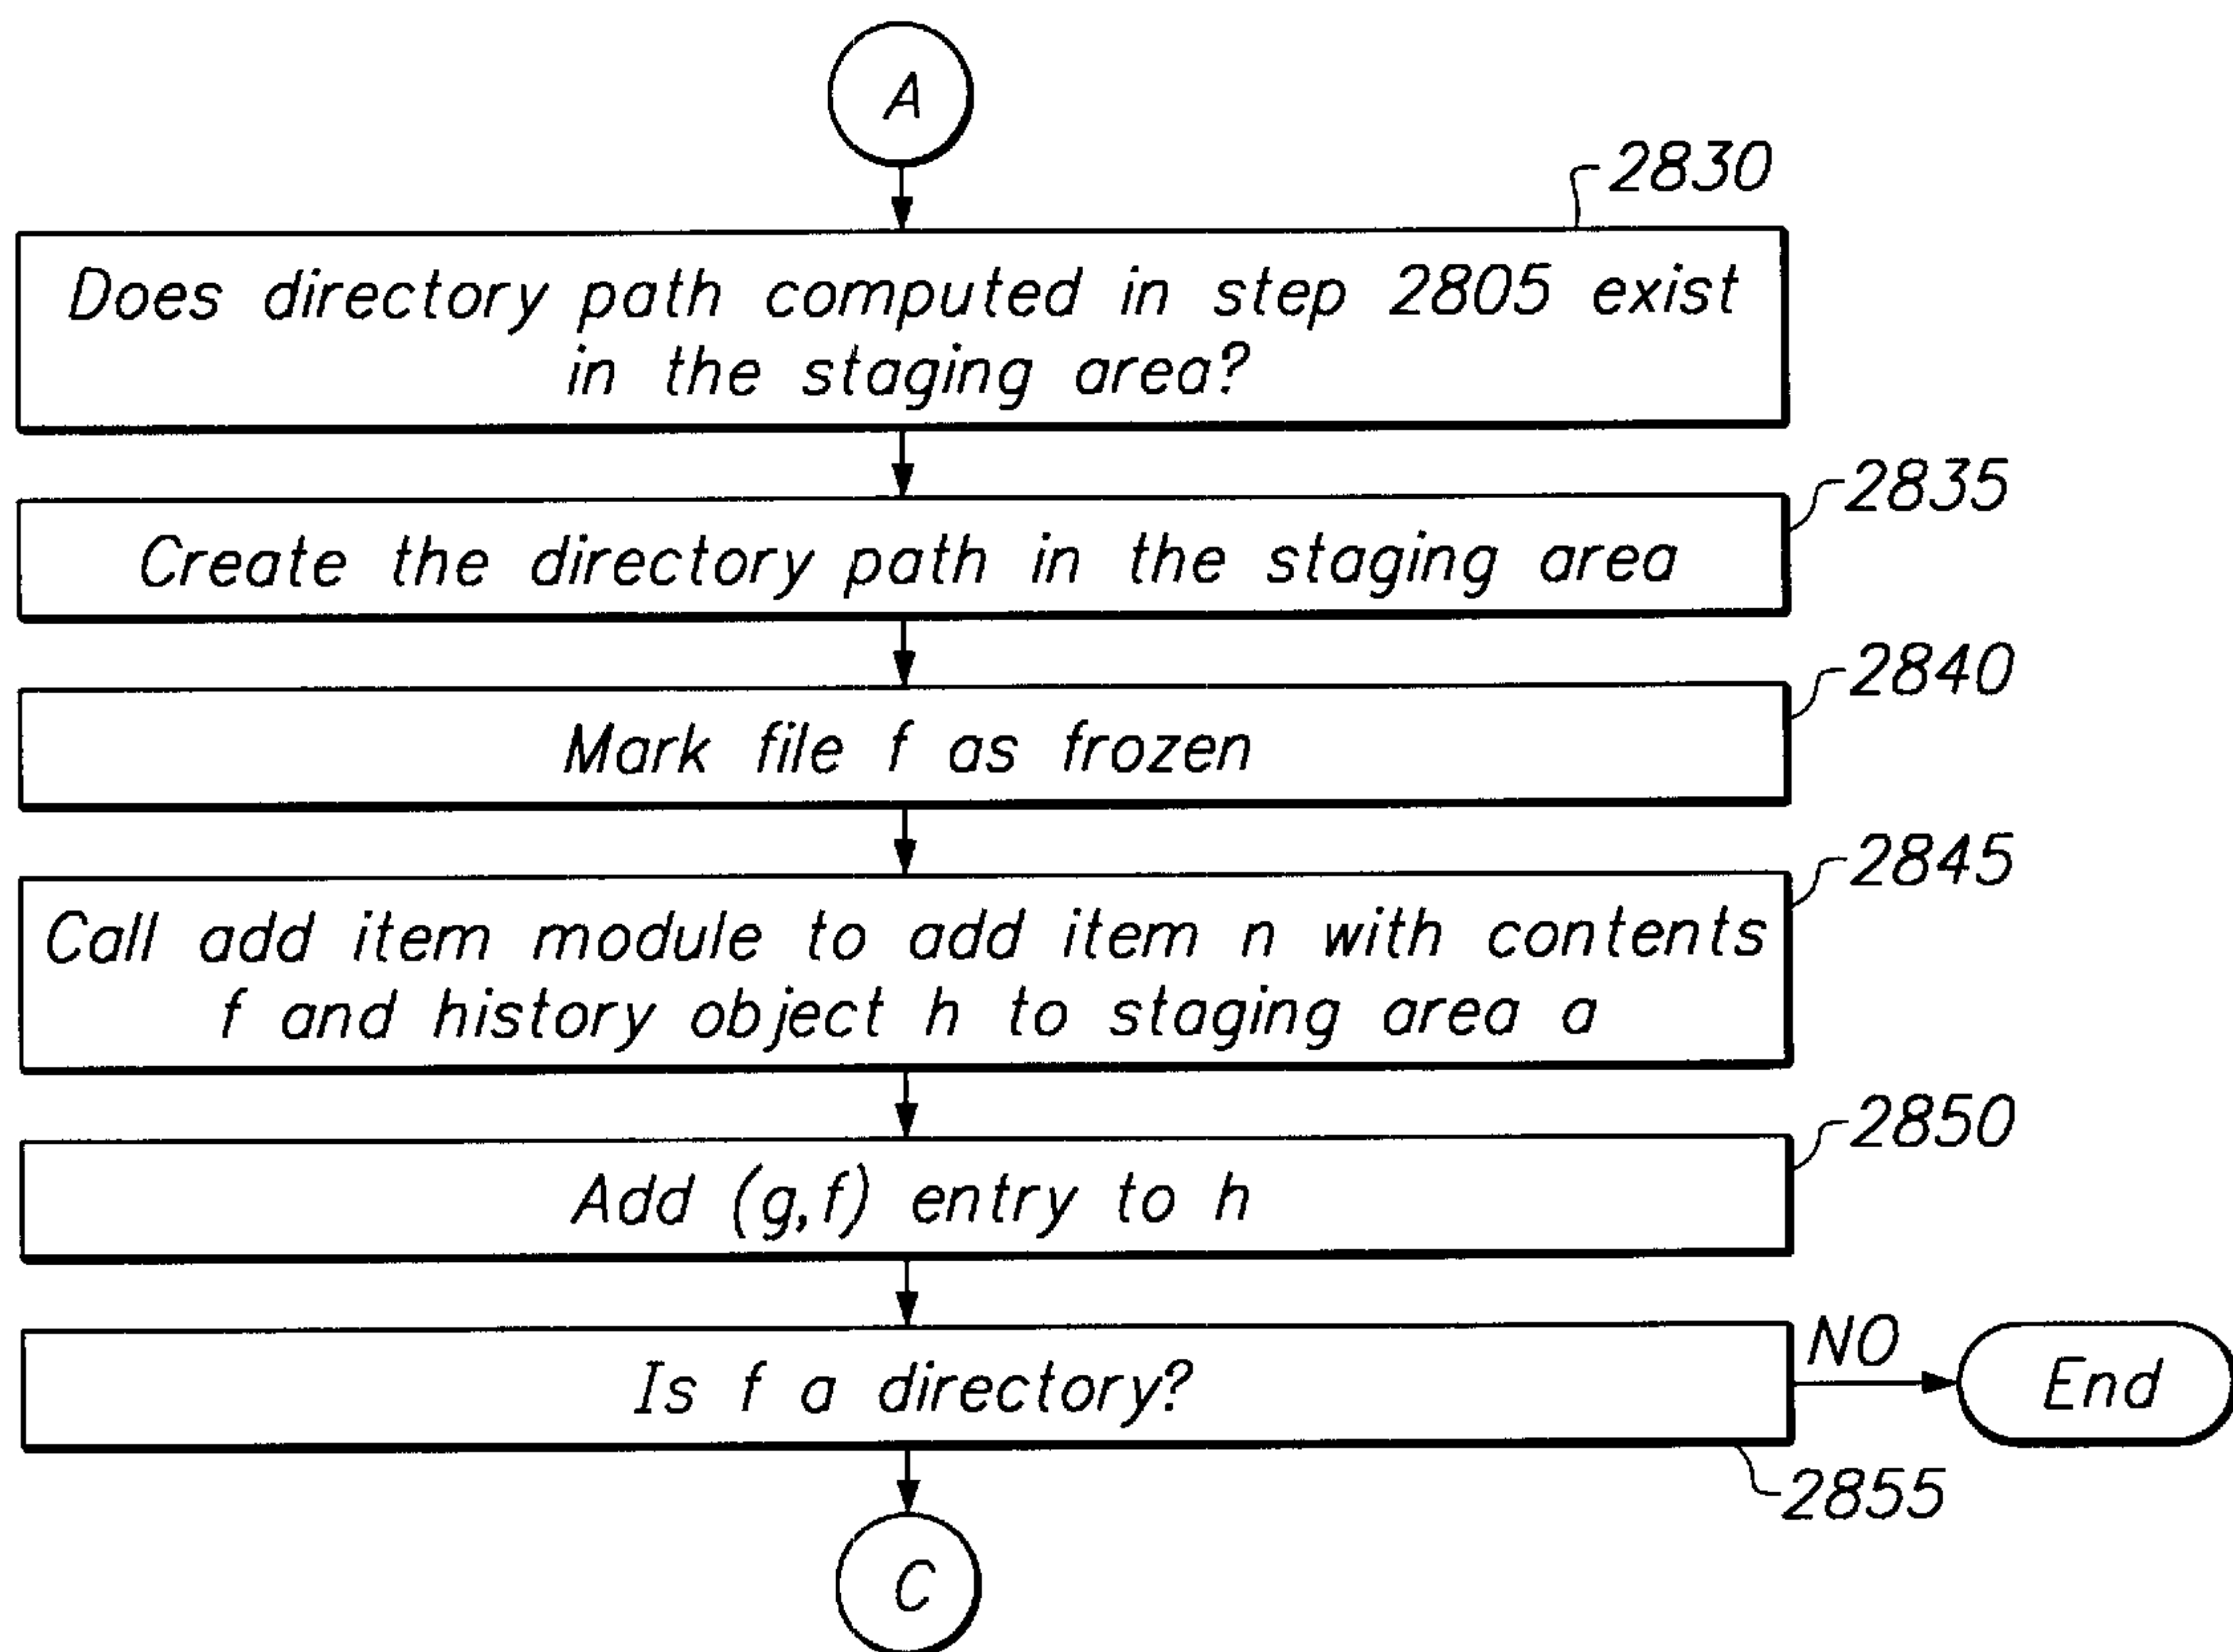 A
2830
Does directory path computed in step 2805 exist
in the staging area?
2835
Create the directory path in the staging area
2840
Mark file f as frozen
2845
Call add item module to add item n with contents
f and history object h to staging area a
2850
Add (g,f) entry to h
Is f a directory?
NO
End
2855
C